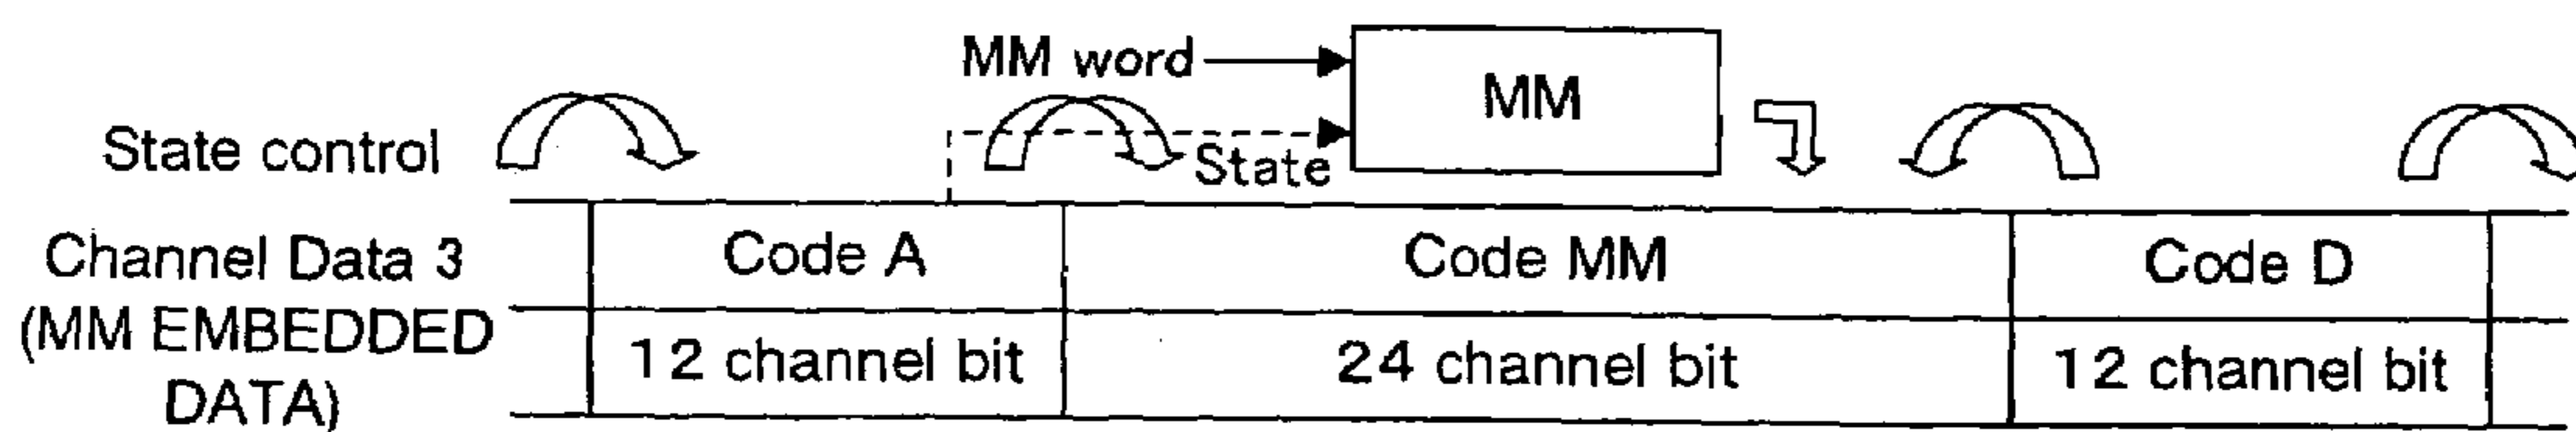 MM word
MM
State control
State
Channel Data 3
(MM EMBEDDED
DATA)
Code A
Code MM
Code D
12 channel bit
24 channel bit
12 channel bit